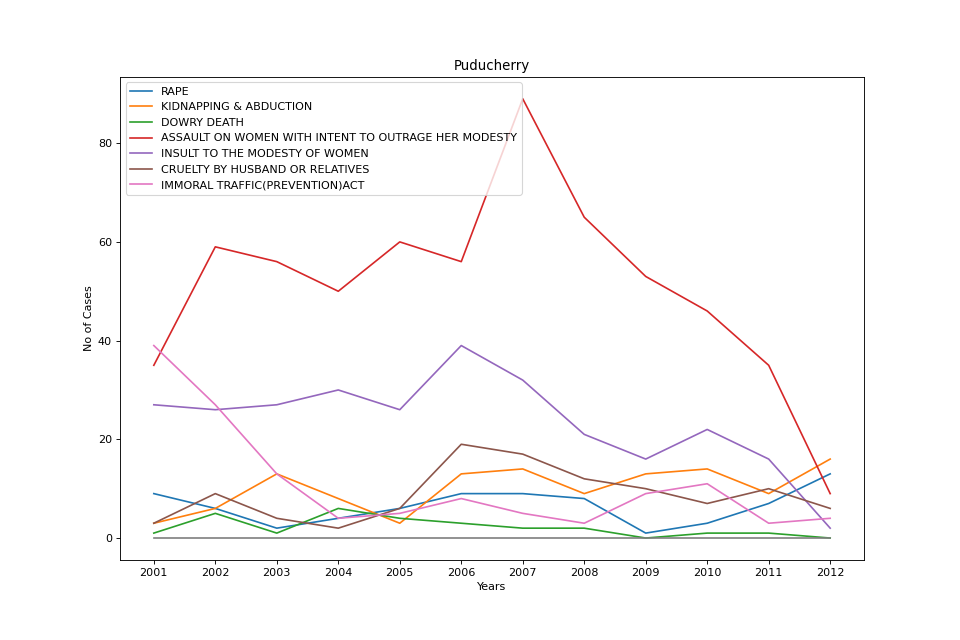 Puducherry
RAPE
KIDNAPPING & ABDUCTION
DOWRY DEATH
ASSAULT ON WOMEN WITH INTENT TO OUTRAGE HER MODESTY
INSULT TO THE MODESTY OF WOMEN
CRUELTY BY HUSBAND OR RELATIVES
IMMORAL TRAFFIC(PREVENTION)ACT
80
60
40
20
0
No of Cases
2001 2002 2003 2004 2005 2006 2007 2008 2009 2010 2011 2012
Years